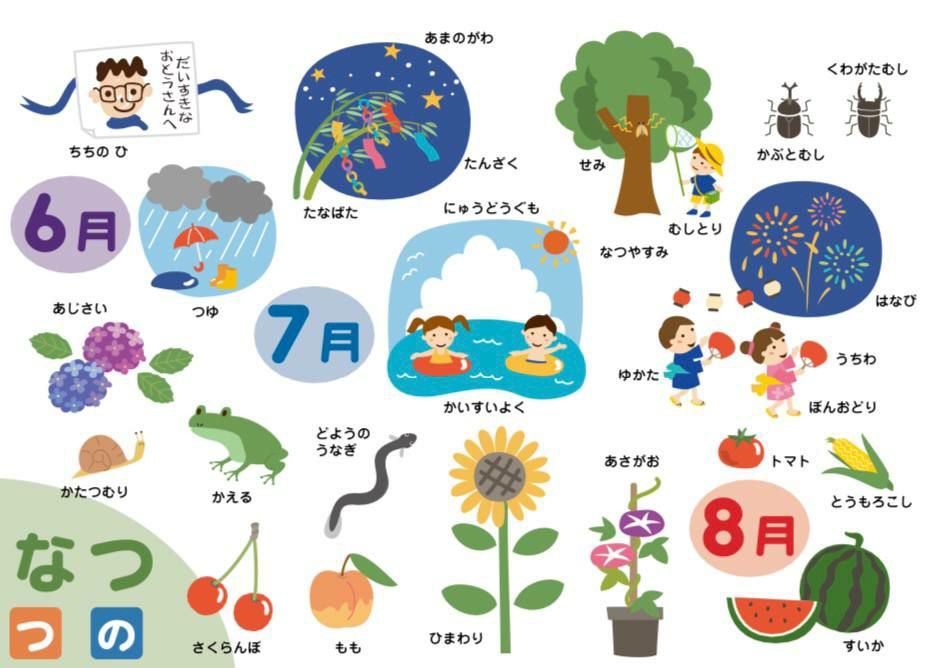 だいすきな
おとうさんへ
ちちの ひ
あまのがわ
たんざく
たなばた
せみ
むしとり
くわがたむし
かぶとむし
6月
つゆ
にゅうどうぐも
なつやすみ
はなび
あじさい
7月
かいすいよく
ゆかた
うちわ
ぼんおどり
かたつむり
かえる
どようの
うなぎ
あさがお
トマト
とうもろこし
8月
なつ
つ の
さくらんぼ
もも
ひまわり
すいか